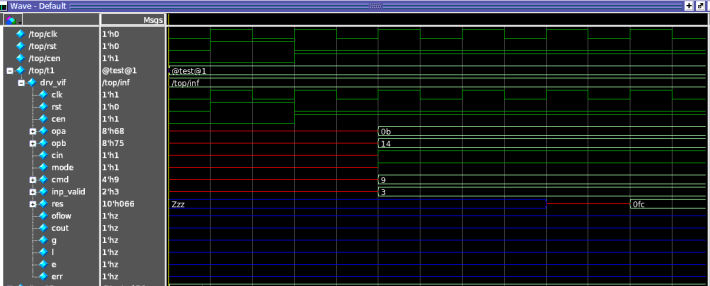 Wave - Default
Msgs
/top/clk 1'h0
/top/rst 1'h0
/top/cen 1'h1
/top/t1 @test@1 @test@1
drv_vif /top/inf /top/inf
clk 1'h1
rst 1'h0
cen 1'h1
opa 8'h68 0b
opb 8'h75 14
cin 1'h1
mode 1'h1
cmd 4'h9 9
inp_valid 2'h3 3
res 10'h066 Zzz 0fc
oflow 1'hz
cout 1'hz
g 1'hz
l 1'hz
e 1'hz
err 1'hz